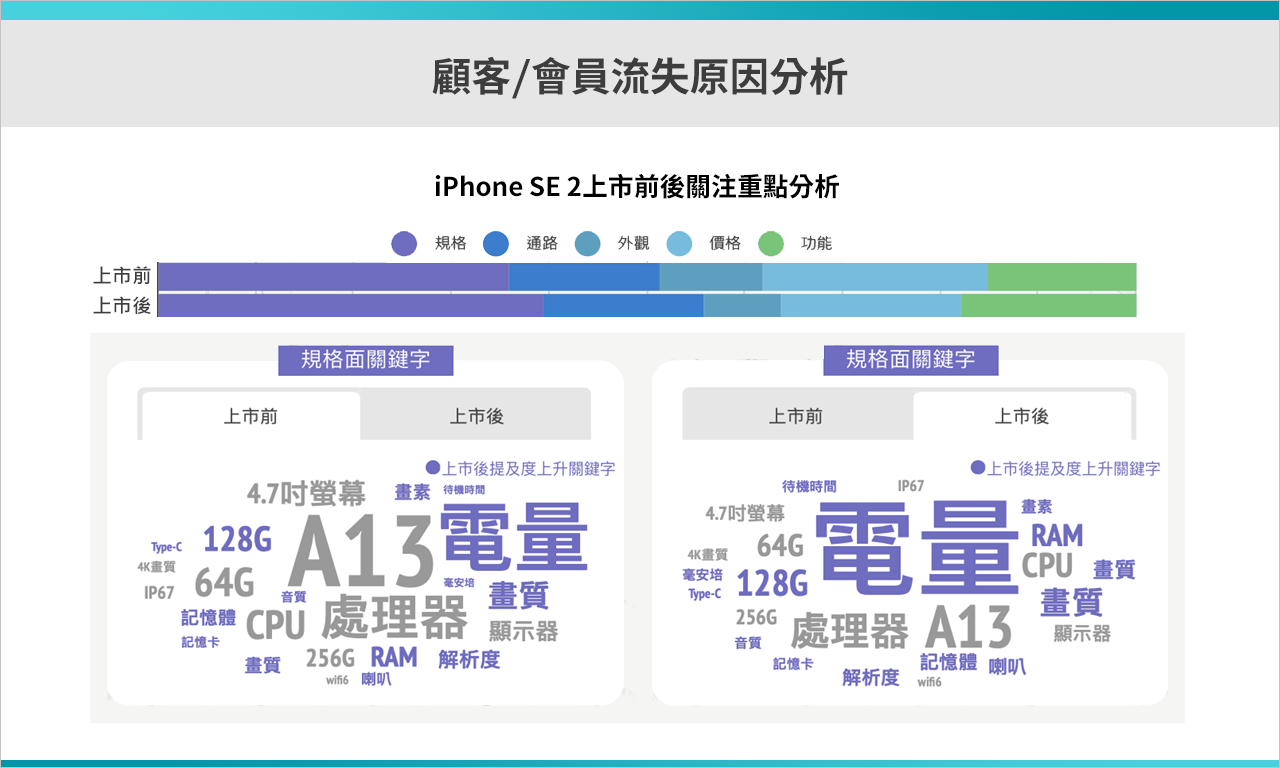 顧客/會員流失原因分析
iPhone SE 2上市前後關注重點分析
規格 通路 外觀 價格 功能
上市前
上市後
規格面關鍵字
上市前 上市後
●上市後提及度上升關鍵字
4.7吋螢幕 畫素 待機時間
電量
A13
128G
Type-C
4K畫質
64G
IP67
音質
毫安培
畫質
記憶體
CPU
處理器
顯示器
記憶卡
畫質
256G
RAM
解析度
wifi6
喇叭
規格面關鍵字
上市前 上市後
●上市後提及度上升關鍵字
待機時間
IP67
4.7吋螢幕
電量
畫素
RAM
64G
4K畫質
CPU
畫質
毫安培
128G
Type-C
畫質
256G
處理器
A13
顯示器
音質
記憶卡
記憶體
喇叭
解析度
wifi6